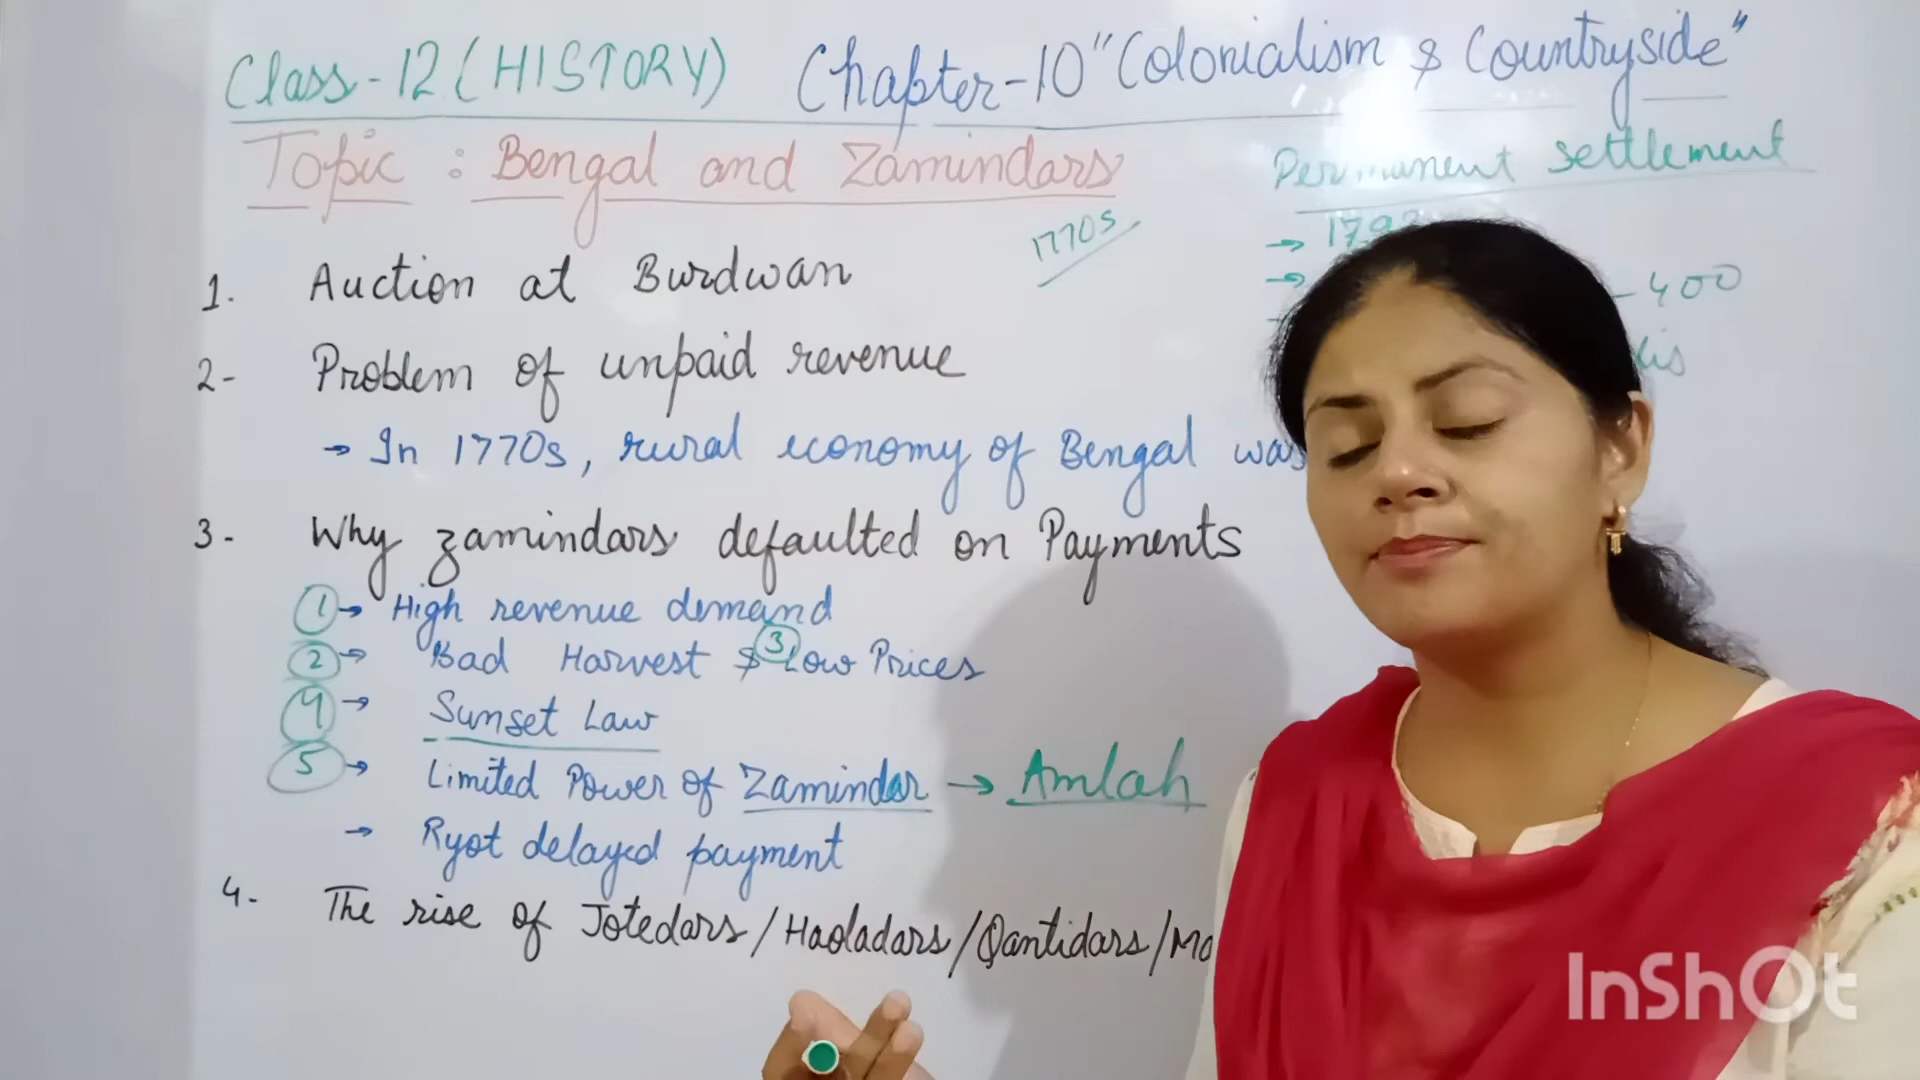 Class-12 (HISTORY) Chapter-10 "Colonialism & Countryside"
Topic : Bengal and Zamindars
Permanent Settlement
1770s
→
→ - 400
1. Auction at Burdwan
2- Problem of unpaid revenue
→ In 1770s, rural economy of Bengal was
3- Why zamindars defaulted on Payments
1 → High revenue demand
2 → Bad Harvest & 3 Low Prices
4 → Sunset Law
5 → Limited Power of Zamindar → Amlah
→ Ryot delayed payment
4- The rise of Jotedars/Haoladars/Qantidars/
InShOt